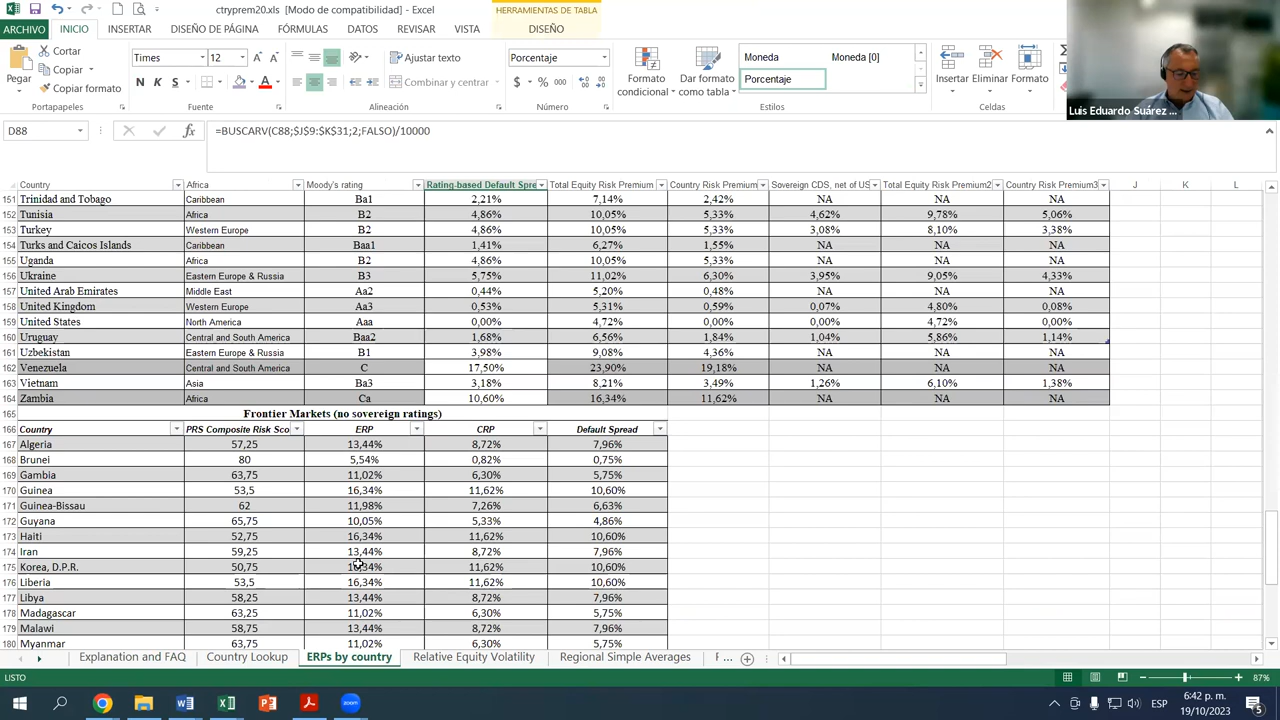 ctryprem20.xls [Modo de compatibilidad] - Excel
HERRAMIENTAS DE TABLA
ARCHIVO INICIO INSERTAR DISEÑO DE PÁGINA FÓRMULAS DATOS REVISAR VISTA DISEÑO
Pegar
Cortar
Copiar
Copiar formato
Portapapeles
Times 12
N K S
Fuente
Ajustar texto
Combinar y centrar
Alineación
Porcentaje
$ % 000
Número
Formato condicional
Dar formato como tabla
Moneda Moneda [0]
Porcentaje
Estilos
Insertar Eliminar Formato
Celdas
Luis Eduardo Suárez ...
D88 =BUSCARV(C88;$J$9:$K$31;2;FALSO)/10000
Country Africa Moody's rating Rating-based Default Spre Total Equity Risk Premium Country Risk Premium Sovereign CDS, net of US Total Equity Risk Premium2 Country Risk Premium3 J K L
151 Trinidad and Tobago Caribbean Ba1 2,21% 7,14% 2,42% NA NA NA
152 Tunisia Africa B2 4,86% 10,05% 5,33% 4,62% 9,78% 5,06%
153 Turkey Western Europe B2 4,86% 10,05% 5,33% 3,08% 8,10% 3,38%
154 Turks and Caicos Islands Caribbean Baa1 1,41% 6,27% 1,55% NA NA NA
155 Uganda Africa B2 4,86% 10,05% 5,33% NA NA NA
156 Ukraine Eastern Europe & Russia B3 5,75% 11,02% 6,30% 3,95% 9,05% 4,33%
157 United Arab Emirates Middle East Aa2 0,44% 5,20% 0,48% NA NA NA
158 United Kingdom Western Europe Aa3 0,53% 5,31% 0,59% 0,07% 4,80% 0,08%
159 United States North America Aaa 0,00% 4,72% 0,00% 0,00% 4,72% 0,00%
160 Uruguay Central and South America Baa2 1,68% 6,56% 1,84% 1,04% 5,86% 1,14%
161 Uzbekistan Eastern Europe & Russia B1 3,98% 9,08% 4,36% NA NA NA
162 Venezuela Central and South America C 17,50% 23,90% 19,18% NA NA NA
163 Vietnam Asia Ba3 3,18% 8,21% 3,49% 1,26% 6,10% 1,38%
164 Zambia Africa Ca 10,60% 16,34% 11,62% NA NA NA
165 Frontier Markets (no sovereign ratings)
166 Country PRS Composite Risk Sco ERP CRP Default Spread
167 Algeria 57,25 13,44% 8,72% 7,96%
168 Brunei 80 5,54% 0,82% 0,75%
169 Gambia 63,75 11,02% 6,30% 5,75%
170 Guinea 53,5 16,34% 11,62% 10,60%
171 Guinea-Bissau 62 11,98% 7,26% 6,63%
172 Guyana 65,75 10,05% 5,33% 4,86%
173 Haiti 52,75 16,34% 11,62% 10,60%
174 Iran 59,25 13,44% 8,72% 7,96%
175 Korea, D.P.R. 50,75 11,62% 10,60%
176 Liberia 53,5 16,34% 11,62% 10,60%
177 Libya 58,25 13,44% 8,72% 7,96%
178 Madagascar 63,25 11,02% 6,30% 5,75%
179 Malawi 58,75 13,44% 8,72% 7,96%
180 Myanmar 63,75 11,02% 6,30% 5,75%
Explanation and FAQ Country Lookup ERPs by country Relative Equity Volatility Regional Simple Averages F ...
LISTO 87%
ESP
6:42 p. m.
19/10/2023
5